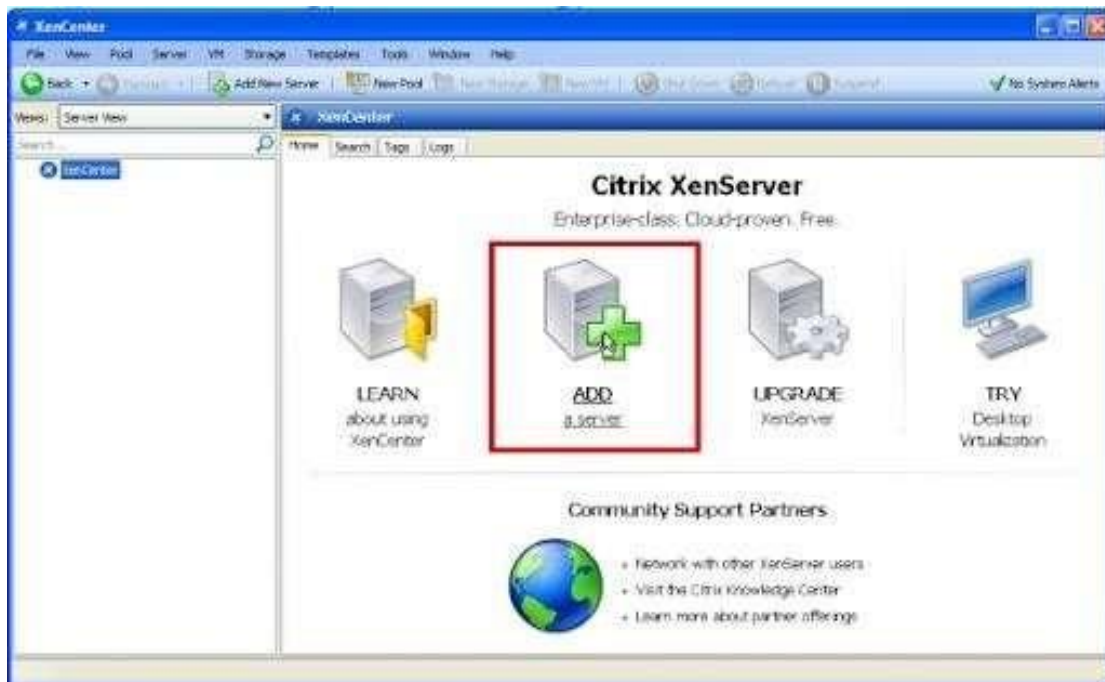 XenCenter
File View Pool Server VM Storage Templates Tools Window Help
Back Add New Server New Pool No System Alerts
Views: Server View XenCenter
Search...
Home Search Tags Logs
XenCenter
Citrix XenServer
Enterprise-class. Cloud-proven. Free.
LEARN
about using
XenCenter
ADD
a server
UPGRADE
XenServer
TRY
Desktop
Virtualization
Community Support Partners
Network with other XenServer users
Visit the Citrix Knowledge Center
Learn more about partner offerings